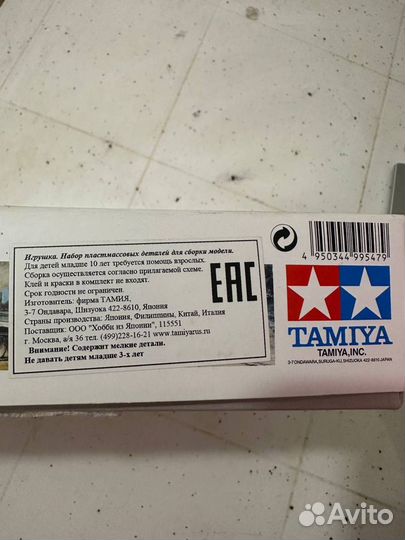 Игрушка. Набор пластмассовых деталей для сборки модели.
Для детей младше 10 лет требуется помощь взрослых.
Сборка осуществляется согласно прилагаемой схеме.
Клей и краски в комплект не входят.
Срок годности не ограничен.
Изготовитель: фирма ТАМИЯ,
3-7 Ондавара, Шизуока 422-8610, Япония
Страны производства: Япония, Филиппины, Китай, Италия
Поставщик: ООО "Хобби из Японии", 115551
г. Москва, а/я 36 тел. (499)228-16-21 www.tamiyarus.ru
Внимание! Содержит мелкие детали.
Не давать детям младше 3-х лет
EAC
4 950344 995479
TAMIYA
TAMIYA, INC.
3-7 ONDAWARA, SURUGA-KU, SHIZUOKA 422-8610 JAPAN
Avito